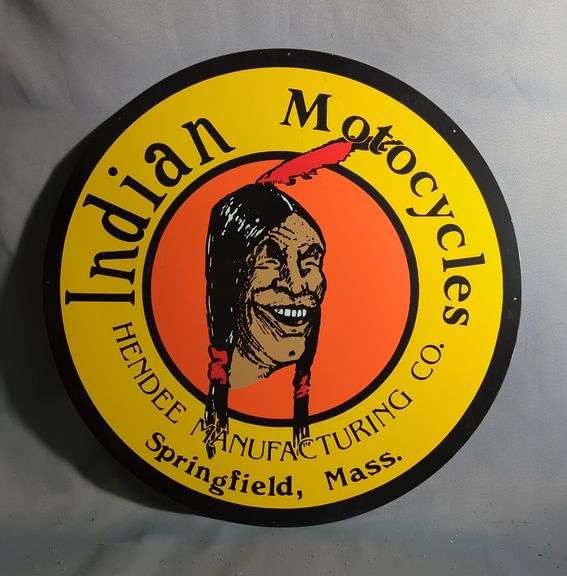 Indian Motocycles
HENDEE MANUFACTURING CO.
Springfield, Mass.